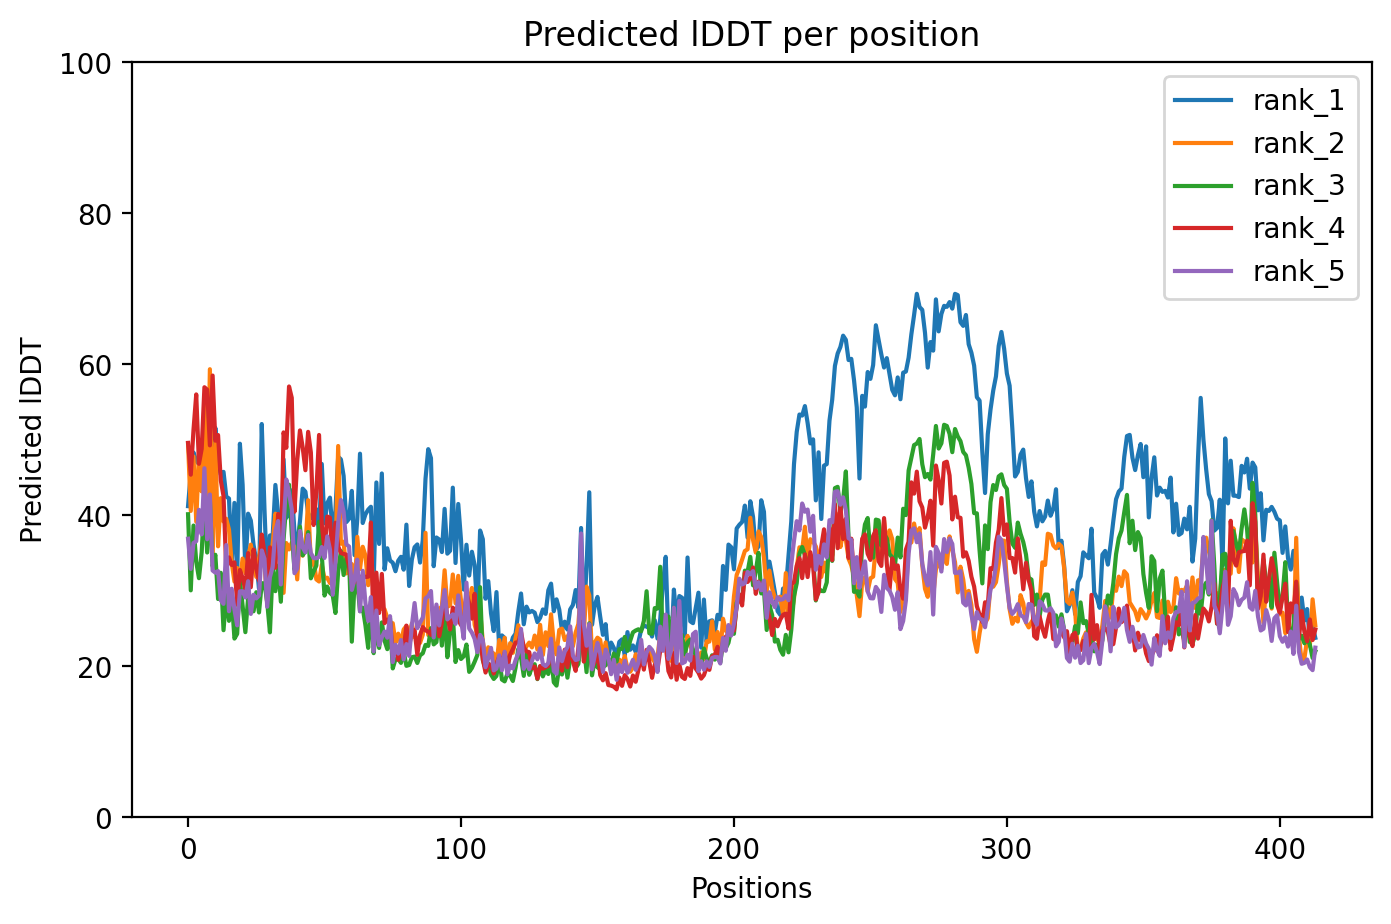 Predicted lDDT per position
100
80
60
40
20
0
Predicted lDDT
0 100 200 300 400
Positions
rank_1
rank_2
rank_3
rank_4
rank_5